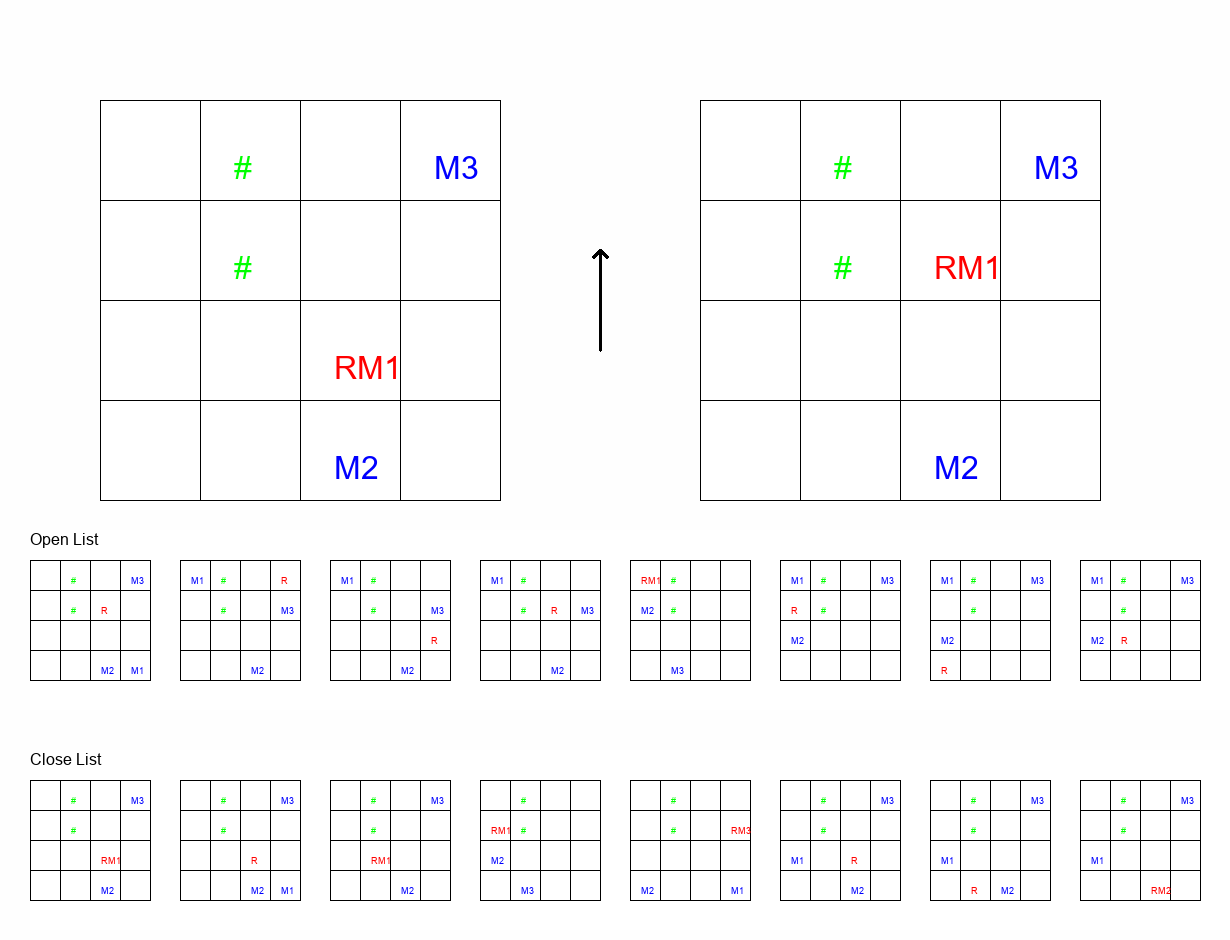 # M3 # M3
# # RM1
RM1
M2 M2
Open List
# M3 M1 # R M1 # M1 # RM1 # M1 # M3 M1 # M3 M1 # M3
# R # M3 # M3 # R M3 M2 # R # # #
R M2 M2 M2 R
M2 M1 M2 M2 M2 M3 R
Close List
# M3 # M3 # M3 # # # M3 # M3 # M3
# # # RM1 # # RM3 # # #
RM1 R RM1 M2 M1 R M1 M1
M2 M2 M1 M2 M3 M2 M1 M2 R M2 RM2